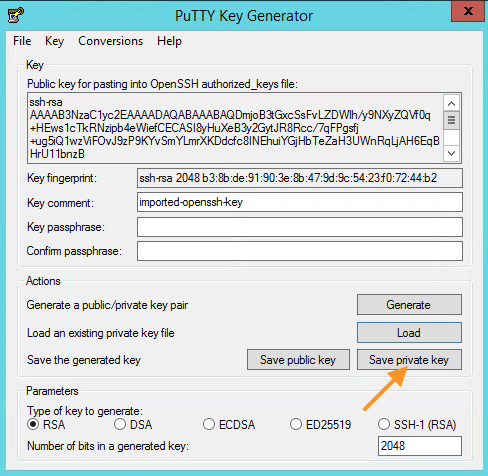 PuTTY Key Generator
File Key Conversions Help
Key
Public key for pasting into OpenSSH authorized_keys file:
ssh-rsa
AAAAB3NzaC1yc2EAAAADAQABAAABAQDmjoB3tGxcSsFvLZDWlh/y9NXyZQVf0q
+HEws1cTkRNzipb4eWiefCECASI8yHuXeB3y2GytJR8Rcc/7qFPgsfj
+ug5iQ1wzViFOvJ9zP9KYvSmYLmrXKDdcfc8INEhuiYGjHbTeZaH3UWnRqLjAH6EqB
HrU11bnzB
Key fingerprint: ssh-rsa 2048 b3:8b:de:91:90:3e:8b:47:9d:9c:54:23:f0:72:44:b2
Key comment: imported-openssh-key
Key passphrase:
Confirm passphrase:
Actions
Generate a public/private key pair Generate
Load an existing private key file Load
Save the generated key Save public key Save private key
Parameters
Type of key to generate:
RSA DSA ECDSA ED25519 SSH-1 (RSA)
Number of bits in a generated key: 2048